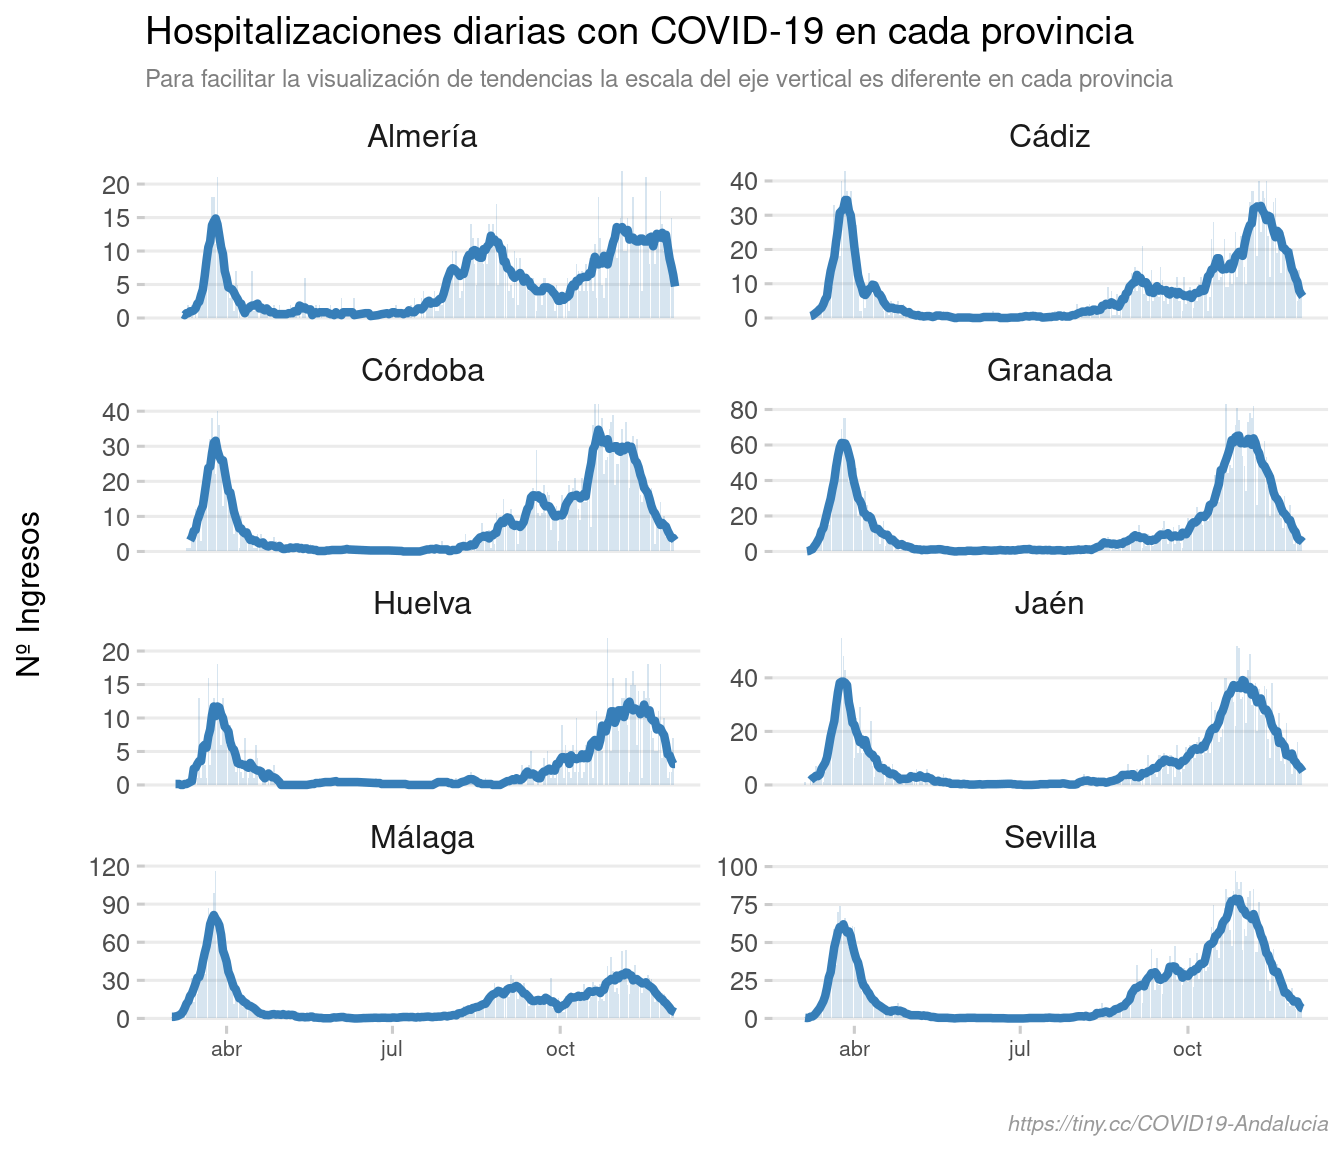 Hospitalizaciones diarias con COVID-19 en cada provincia
Para facilitar la visualización de tendencias la escala del eje vertical es diferente en cada provincia
Nº Ingresos
Almería
20
15
10
5
0
Cádiz
40
30
20
10
0
Córdoba
40
30
20
10
0
Granada
80
60
40
20
0
Huelva
20
15
10
5
0
Jaén
40
20
0
Málaga
120
90
60
30
0
abr jul oct
Sevilla
100
75
50
25
0
abr jul oct
https://tiny.cc/COVID19-Andalucia